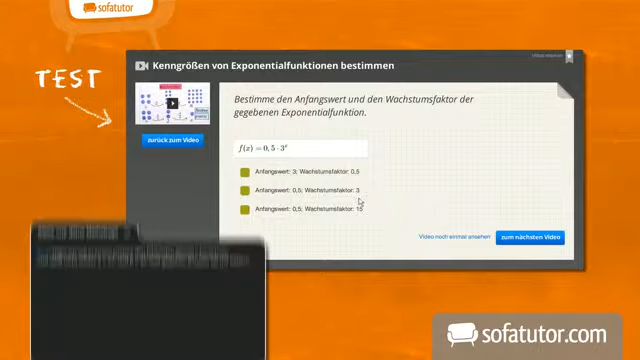 sofatutor
TEST
Kenngrößen von Exponentialfunktionen bestimmen
zurück zum Video
Bestimme den Anfangswert und den Wachstumsfaktor der
gegebenen Exponentialfunktion.
f(x) = 0,5 · 3ˣ
Anfangswert: 3; Wachstumsfaktor: 0,5
Anfangswert: 0,5; Wachstumsfaktor: 3
Anfangswert: 0,5; Wachstumsfaktor: 15
Video noch einmal ansehen
zum nächsten Video
sofatutor.com